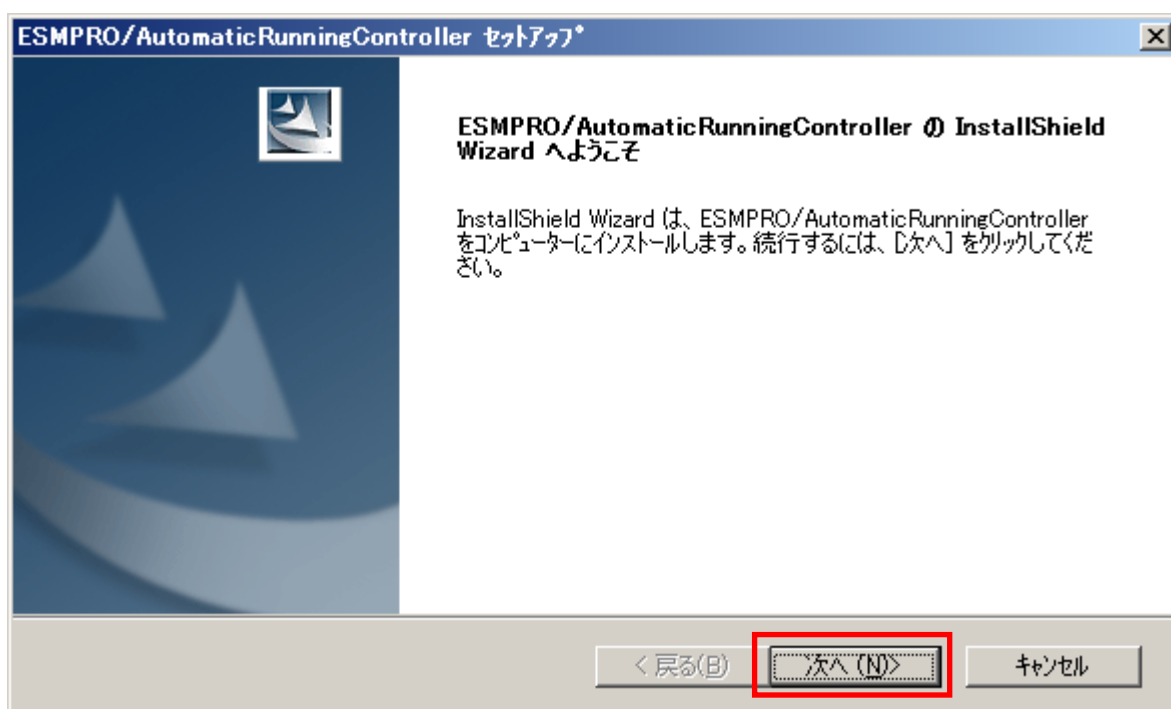 ESMPRO/AutomaticRunningController セットアップ
ESMPRO/AutomaticRunningController の InstallShield
Wizard へようこそ
InstallShield Wizard は、ESMPRO/AutomaticRunningController
をコンピューターにインストールします。続行するには、[次へ] をクリックしてくだ
さい。
< 戻る(B)
次へ (N)>
キャンセル